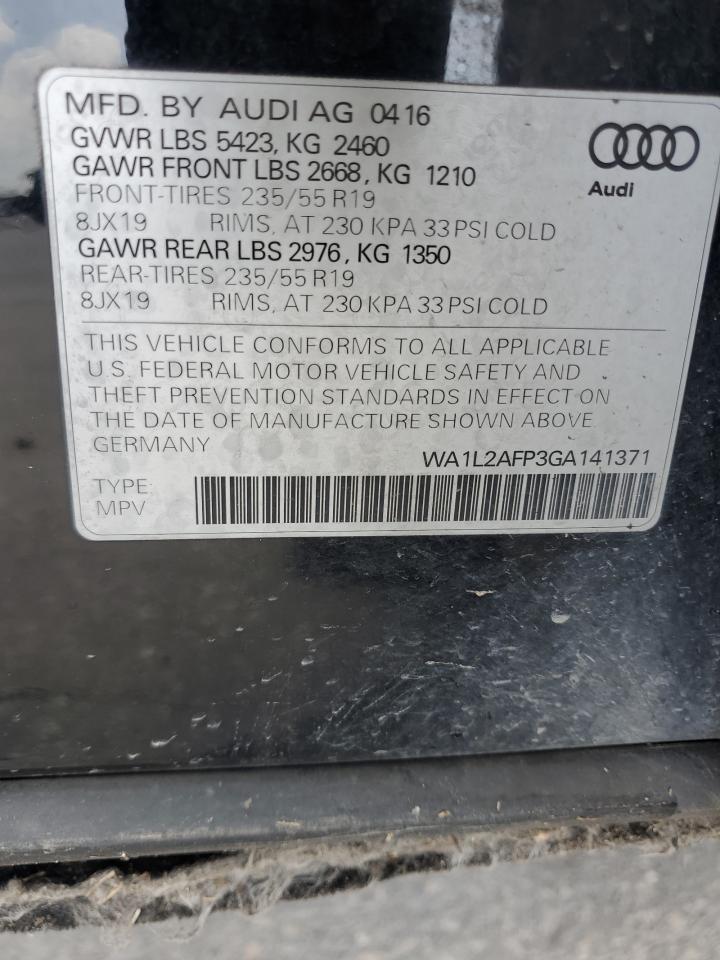 MFD. BY AUDI AG 0416
GVWR LBS 5423, KG 2460
GAWR FRONT LBS 2668, KG 1210
FRONT-TIRES 235/55 R19
8JX19 RIMS, AT 230 KPA 33 PSI COLD
GAWR REAR LBS 2976, KG 1350
REAR-TIRES 235/55 R19
8JX19 RIMS, AT 230 KPA 33 PSI COLD
Audi
THIS VEHICLE CONFORMS TO ALL APPLICABLE
U.S. FEDERAL MOTOR VEHICLE SAFETY AND
THEFT PREVENTION STANDARDS IN EFFECT ON
THE DATE OF MANUFACTURE SHOWN ABOVE
GERMANY
WA1L2AFP3GA141371
TYPE:
MPV